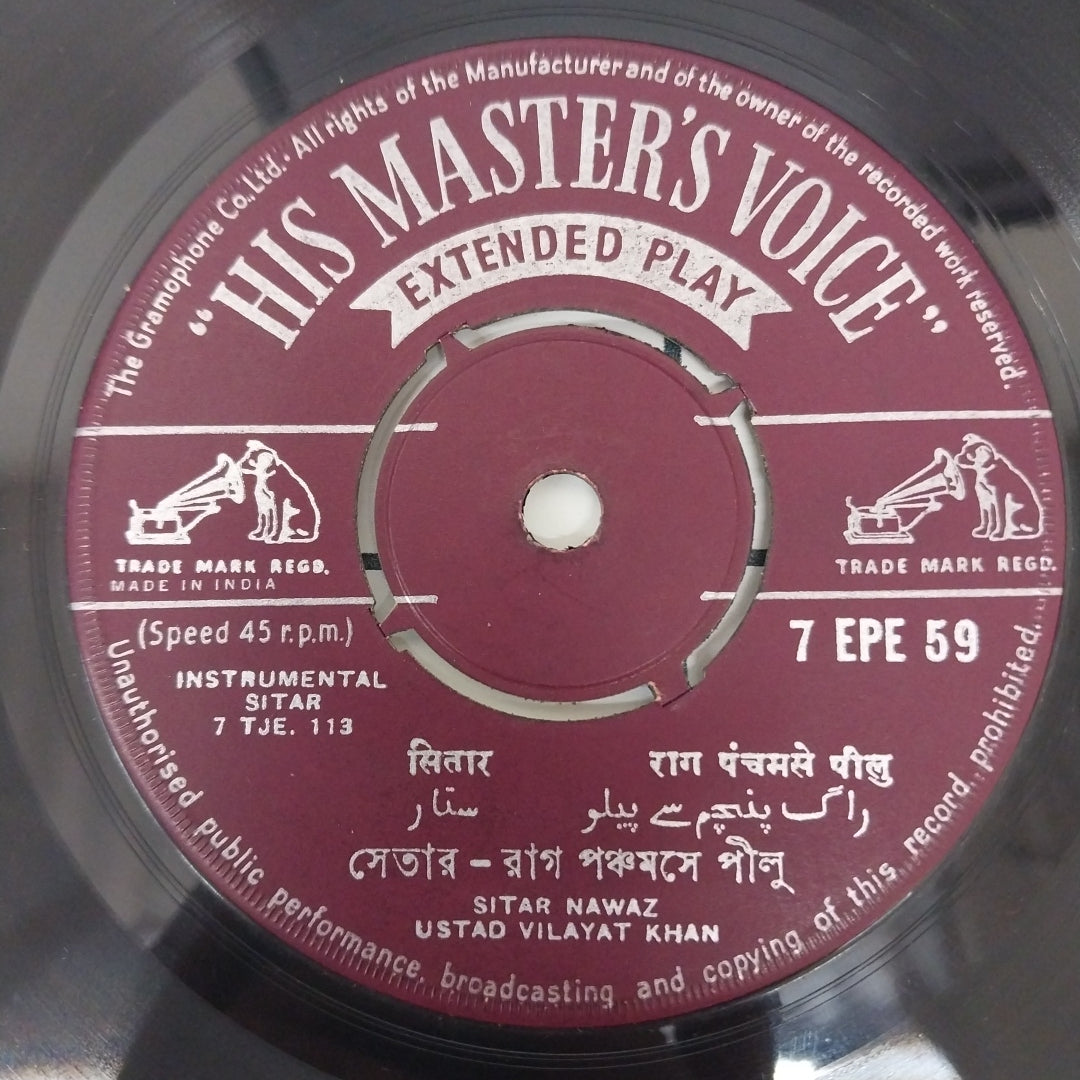 The Gramophone Co. Ltd. · All rights of the Manufacturer and of the owner of the recorded work reserved.
“HIS MASTER'S VOICE”
EXTENDED PLAY
TRADE MARK REGD.
MADE IN INDIA
TRADE MARK REGD.
(Speed 45 r.p.m.)
7 EPE 59
INSTRUMENTAL
SITAR
7 TJE. 113
सितार राग पंचमसे पीलु
ستار راگ پنچم سے پیلو
সেতার – রাগ পঞ্চমসে পীলু
SITAR NAWAZ
USTAD VILAYAT KHAN
Unauthorised public performance, broadcasting and copying of this record, prohibited.